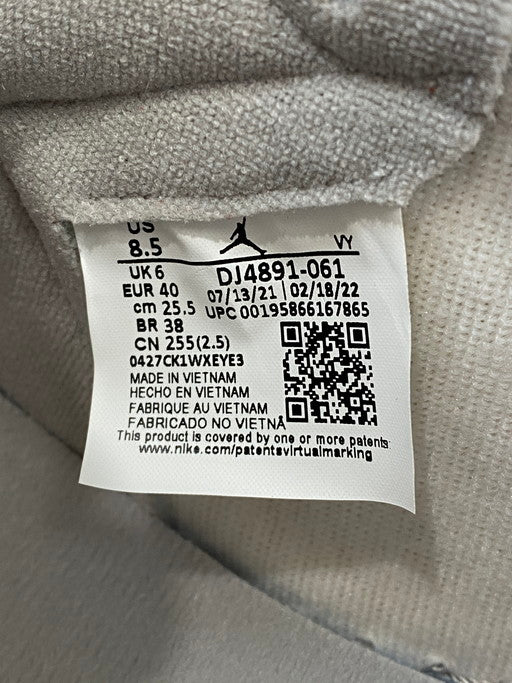 US
8.5
VY
UK 6
DJ4891-061
EUR 40
07/13/21 | 02/18/22
cm 25.5
UPC 00195866167865
BR 38
CN 255(2.5)
0427CK1WXEYE3
MADE IN VIETNAM
HECHO EN VIETNAM
FABRIQUE AU VIETNAM
FABRICADO NO VIETNÃ
This product is covered by one or more patents
www.nike.com/patentsvirtualmarking